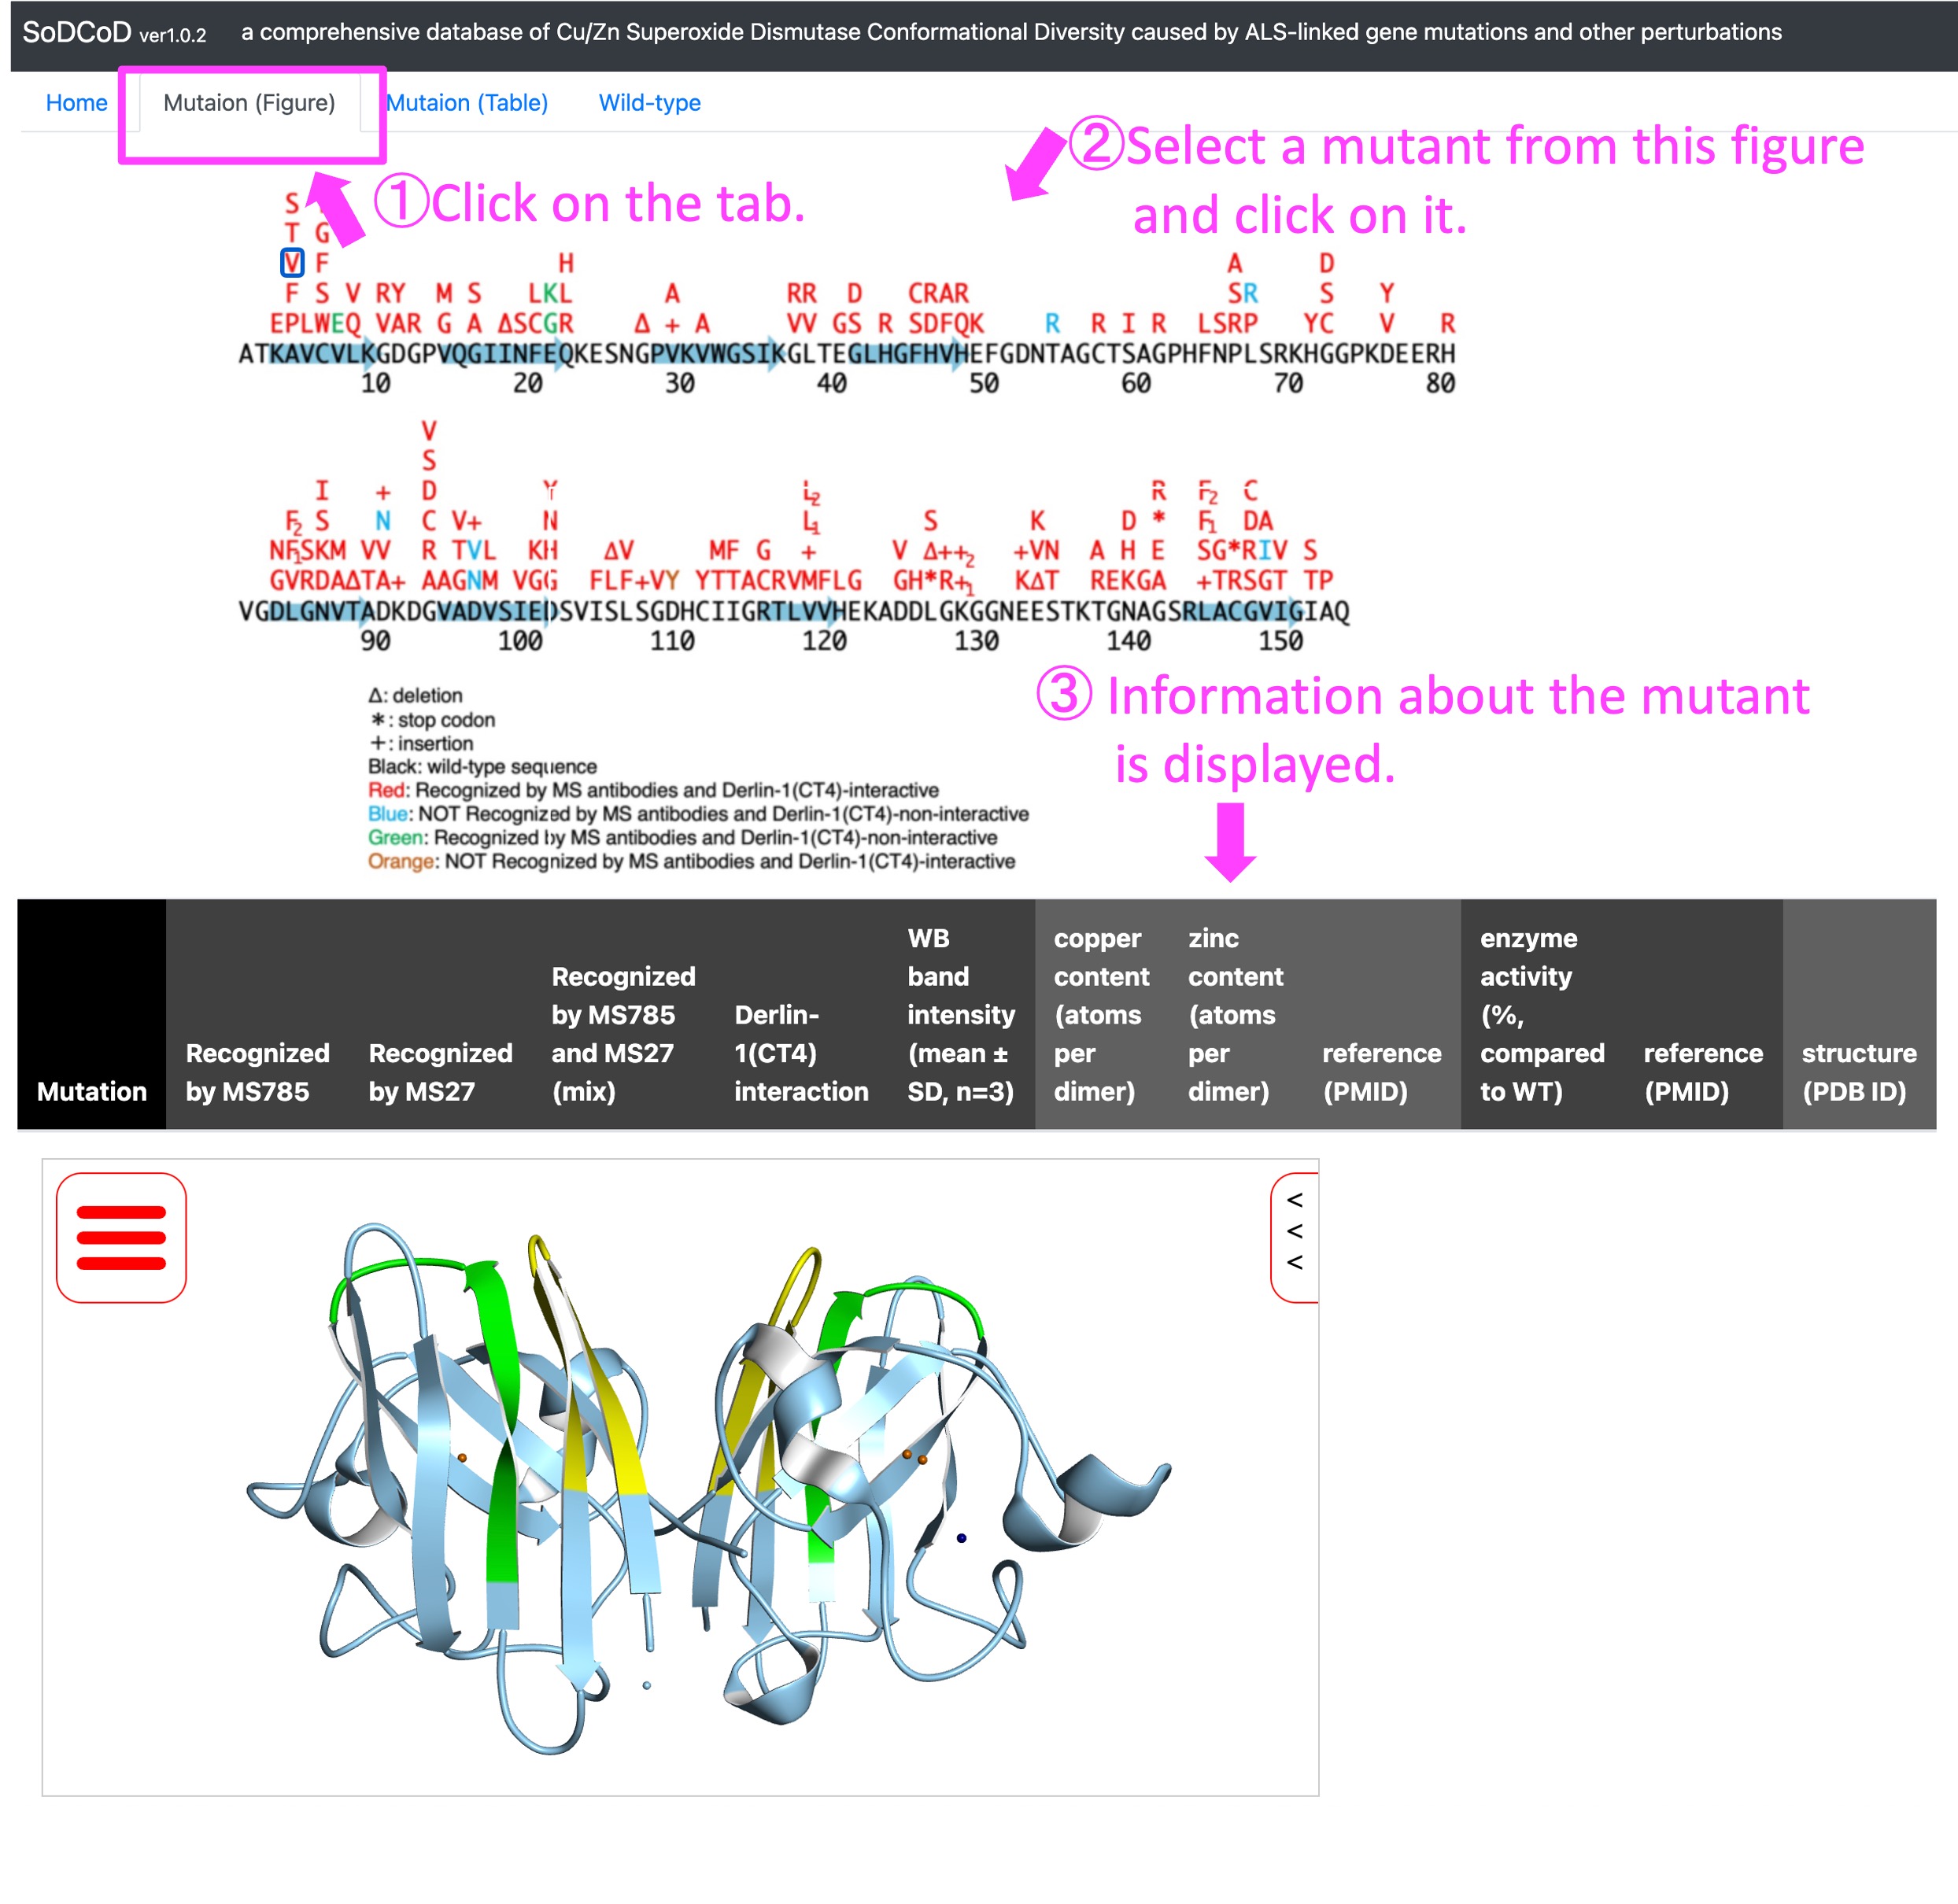 SoDCoD ver1.0.2 a comprehensive database of Cu/Zn Superoxide Dismutase Conformational Diversity caused by ALS-linked gene mutations and other perturbations
Home Mutaion (Figure) Mutaion (Table) Wild-type
①Click on the tab.
②Select a mutant from this figure
and click on it.
S
T G
V F H A D
F S V RY M S LKL A RR D CRAR SR S Y
EPLWEQ VAR G A ΔSCGR Δ + A VV GS R SDFQK R R I R LSRP YC V R
ATKAVCVLKGDGPVQGIINFEQKESNGPVKVWGSIKGLTEGLHGFHVHEFGDNTAGCTSAGPHFNPLSRKHGGPKDEERH
10 20 30 40 50 60 70 80
V
S
I + D Y L2 R F2 C
F2 S N C V+ N L1 S K D * F1 DA
NF1SKM VV R TVL KH ΔV MF G + V Δ++2 +VN A H E SG*RIV S
GVRDAΔTA+ AAGNM VGG FLF+VY YTTACRVMFLG GH*R+1 KΔT REKGA +TRSGT TP
VGDLGNVTADKDGVADVSIEDSVISLSGDHCIIGRTLVVHEKADDLGKGGNEESTKTGNAGSRLACGVIGIAQ
90 100 110 120 130 140 150
Δ: deletion
*: stop codon
+: insertion
Black: wild-type sequence
Red: Recognized by MS antibodies and Derlin-1(CT4)-interactive
Blue: NOT Recognized by MS antibodies and Derlin-1(CT4)-non-interactive
Green: Recognized by MS antibodies and Derlin-1(CT4)-non-interactive
Orange: NOT Recognized by MS antibodies and Derlin-1(CT4)-interactive
③ Information about the mutant
is displayed.
Mutation
Recognized
by MS785
Recognized
by MS27
Recognized
by MS785
and MS27
(mix)
Derlin-
1(CT4)
interaction
WB
band
intensity
(mean ±
SD, n=3)
copper
content
(atoms
per
dimer)
zinc
content
(atoms
per
dimer)
reference
(PMID)
enzyme
activity
(%,
compared
to WT)
reference
(PMID)
structure
(PDB ID)
<
<
<